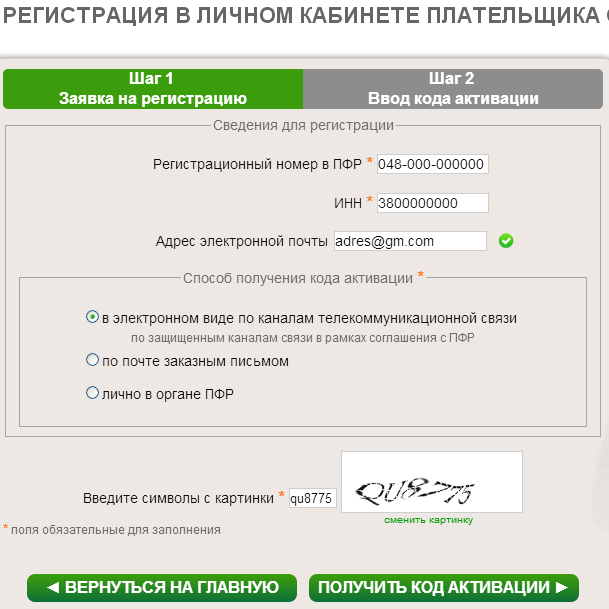 РЕГИСТРАЦИЯ В ЛИЧНОМ КАБИНЕТЕ ПЛАТЕЛЬЩИКА
Шаг 1
Заявка на регистрацию
Шаг 2
Ввод кода активации
Сведения для регистрации
Регистрационный номер в ПФР * 048-000-000000
ИНН * 3800000000
Адрес электронной почты adres@gm.com
Способ получения кода активации *
в электронном виде по каналам телекоммуникационной связи
по защищенным каналам связи в рамках соглашения с ПФР
по почте заказным письмом
лично в органе ПФР
Введите символы с картинки * qu8775 QU8775
сменить картинку
* поля обязательные для заполнения
◄ ВЕРНУТЬСЯ НА ГЛАВНУЮ
ПОЛУЧИТЬ КОД АКТИВАЦИИ ►